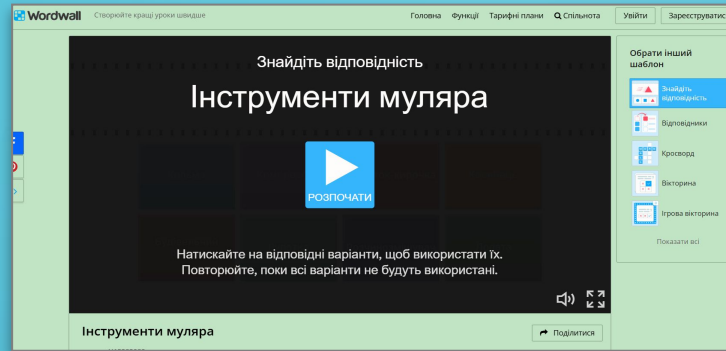 Wordwall
Створюйте кращі уроки швидше
Головна Функції Тарифні плани Спільнота
Увійти
Зареєструватис
Знайдіть відповідність
Інструменти муляра
РОЗПОЧАТИ
Натискайте на відповідні варіанти, щоб використати їх.
Повторюйте, поки всі варіанти не будуть використані.
Інструменти муляра
Поділитися
Обрати інший
шаблон
Знайдіть
відповідність
Відповідники
Кросворд
Вікторина
Ігрова вікторина
Показати всі